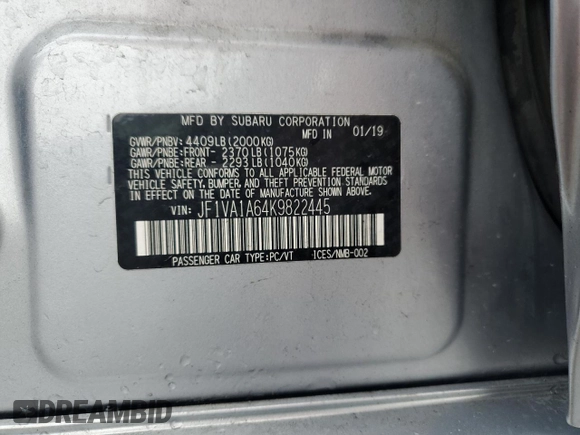 MFD BY SUBARU CORPORATION
MFD IN 01/19
GVWR/PNBV: 4409LB(2000KG)
GAWR/PNBE:FRONT- 2370LB(1075KG)
GAWR/PNBE:REAR - 2293LB(1040KG)
THIS VEHICLE CONFORMS TO ALL APPLICABLE FEDERAL MOTOR
VEHICLE SAFETY, BUMPER, AND THEFT PREVENTION STANDARDS
IN EFFECT ON THE DATE OF MANUFACTURE SHOWN ABOVE.
VIN: JF1VA1A64K9822445
PASSENGER CAR TYPE:PC/VT ICES/NMB-002
DREAMBID